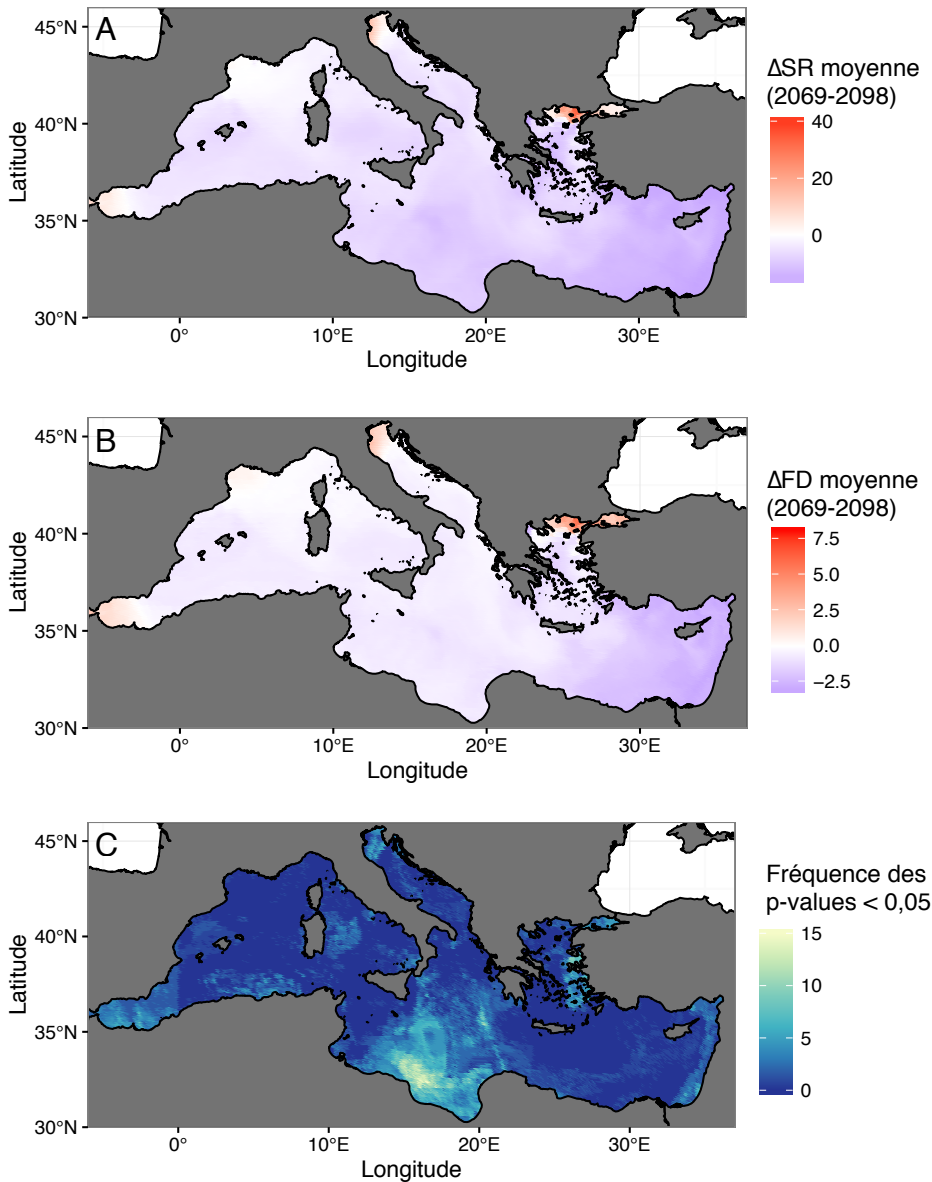 A
45°N
40°N
35°N
30°N
Latitude
0°
10°E
20°E
30°E
Longitude
ΔSR moyenne
(2069-2098)
40
20
0
B
45°N
40°N
35°N
30°N
Latitude
0°
10°E
20°E
30°E
Longitude
ΔFD moyenne
(2069-2098)
7.5
5.0
2.5
0.0
−2.5
C
45°N
40°N
35°N
30°N
Latitude
0°
10°E
20°E
30°E
Longitude
Fréquence des
p-values < 0,05
15
10
5
0